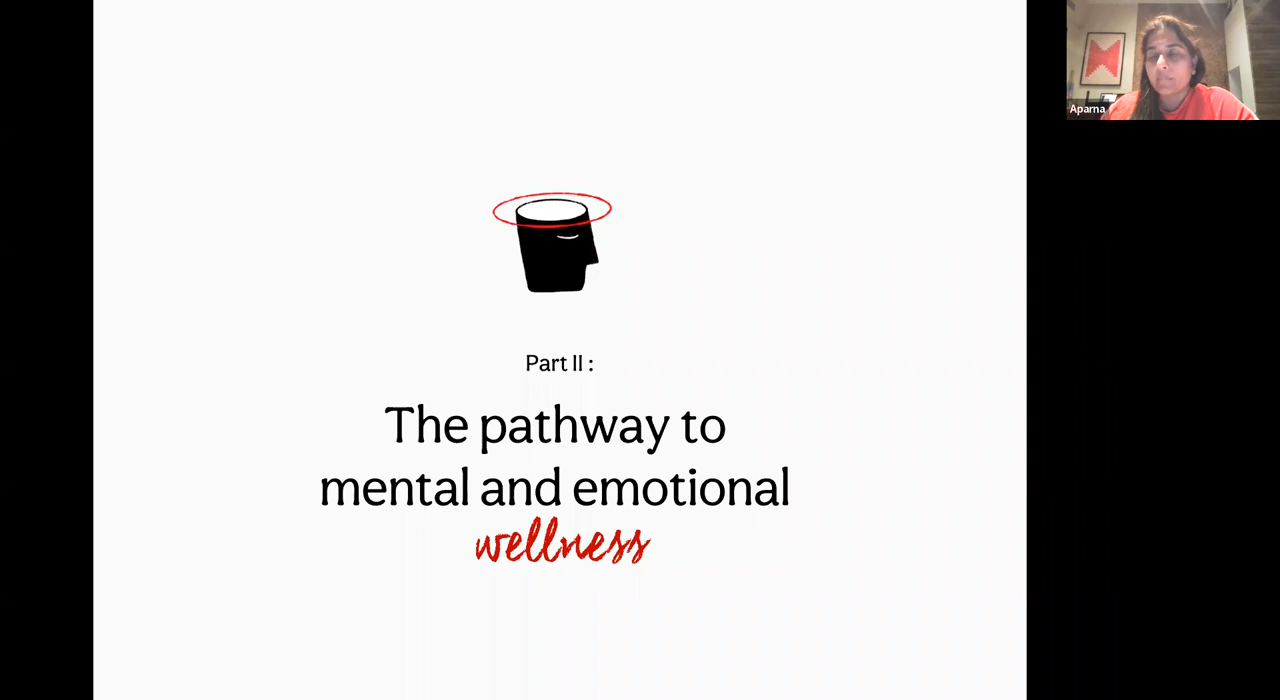 Part II :
The pathway to
mental and emotional
wellness
Aparna